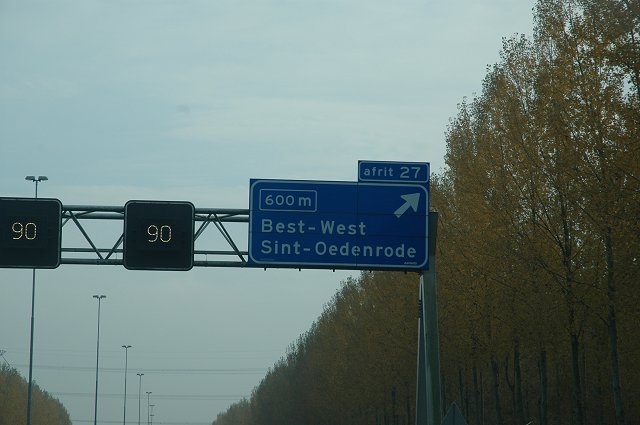 afrit 27
600 m
Best-West
Sint-Oedenrode
90
90